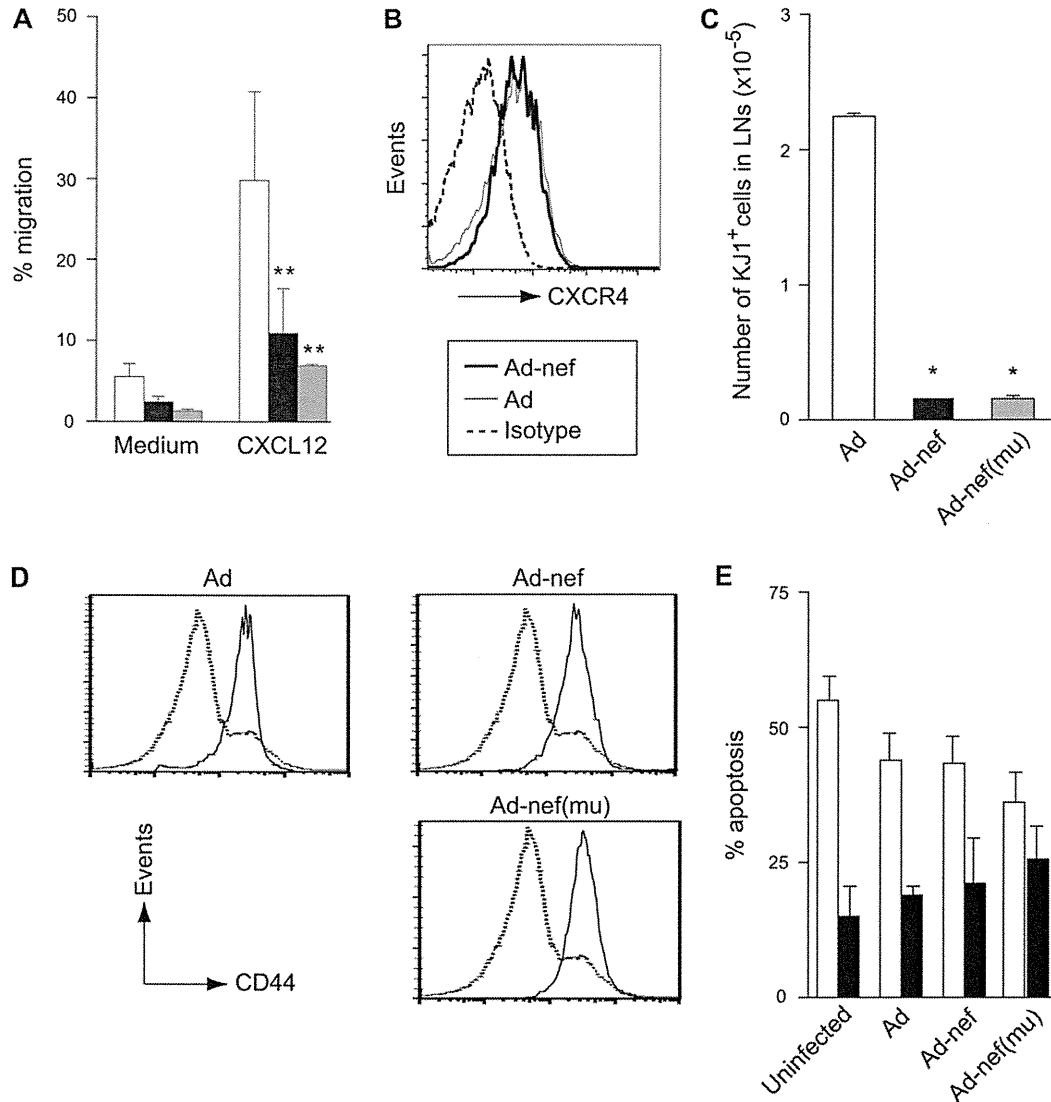 A
50
40
30
20
10
0
% migration
**
**
Medium
CXCL12
B
Events
CXCR4
Ad-nef
Ad
Isotype
C
3
2
1
0
Number of KJ1⁺ cells in LNs (x10⁻⁵)
*
*
Ad
Ad-nef
Ad-nef(mu)
D
Ad
Ad-nef
Ad-nef(mu)
Events
CD44
E
75
50
25
0
% apoptosis
Uninfected
Ad
Ad-nef
Ad-nef(mu)